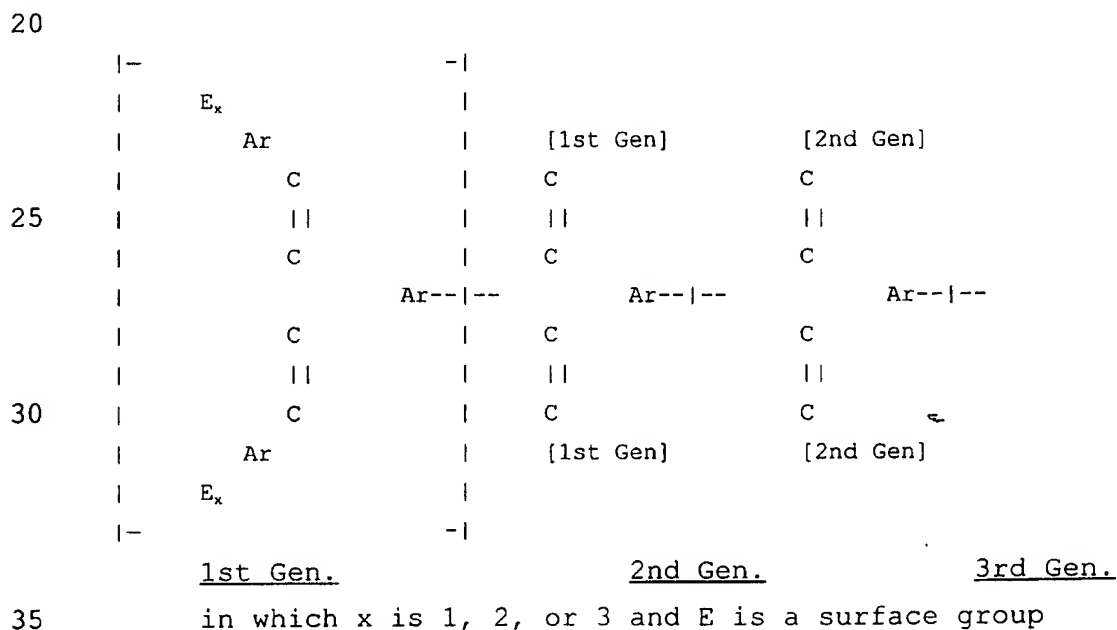 20
|- -|
| Eₓ |
| Ar | [1st Gen] [2nd Gen]
| C | C C
25 | || | || ||
| C | C C
| Ar--|-- Ar--|-- Ar--|--
| C | C C
| || | || ||
30 | C | C C
| Ar | [1st Gen] [2nd Gen]
| Eₓ |
|- -|
1st Gen. 2nd Gen. 3rd Gen.
35 in which x is 1, 2, or 3 and E is a surface group